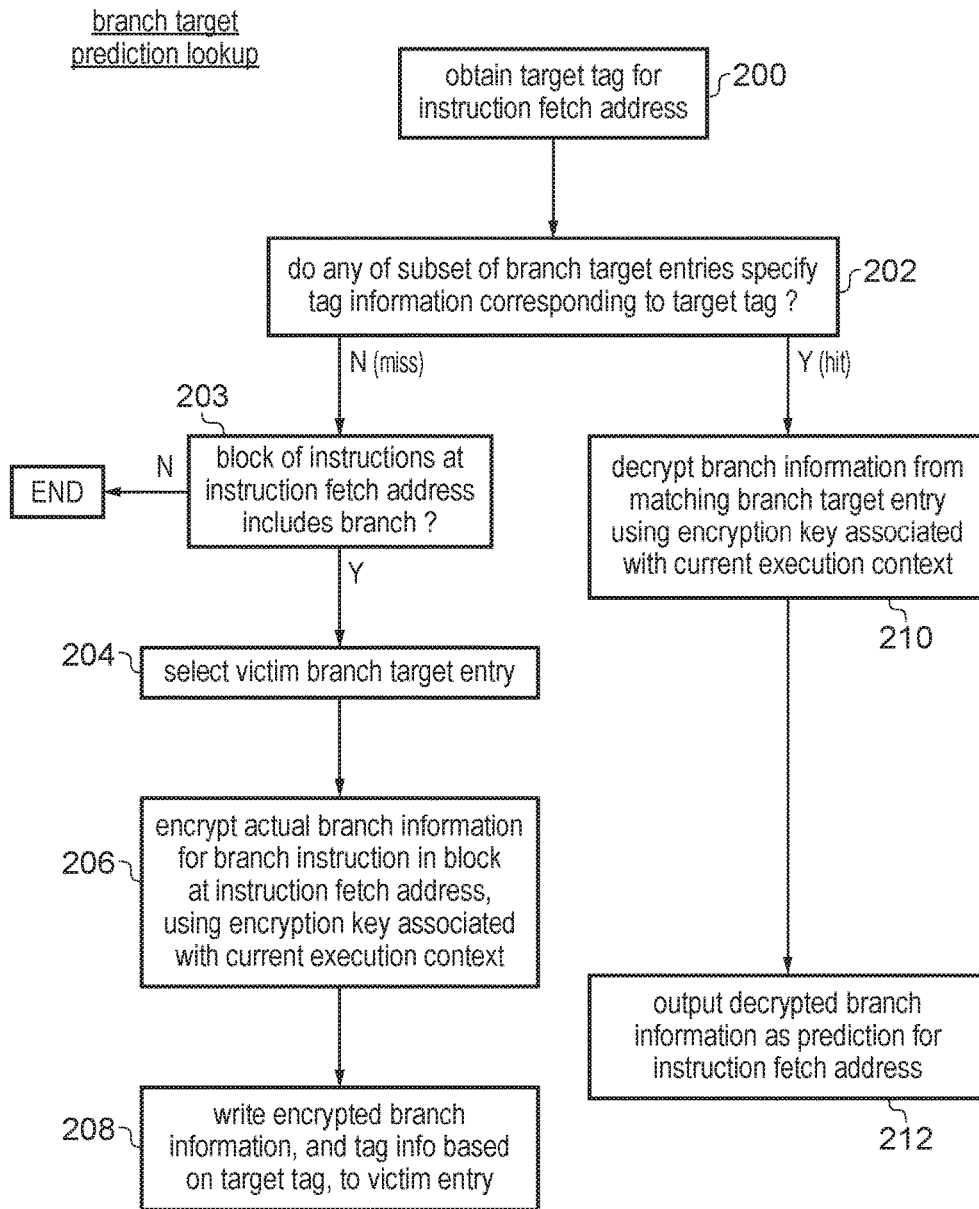 branch target
prediction lookup
obtain target tag for
instruction fetch address
200
do any of subset of branch target entries specify
tag information corresponding to target tag ?
202
N (miss)
Y (hit)
203
block of instructions at
instruction fetch address
includes branch ?
N
END
Y
decrypt branch information from
matching branch target entry
using encryption key associated
with current execution context
210
204
select victim branch target entry
206
encrypt actual branch information
for branch instruction in block
at instruction fetch address,
using encryption key associated
with current execution context
output decrypted branch
information as prediction for
instruction fetch address
212
208
write encrypted branch
information, and tag info based
on target tag, to victim entry